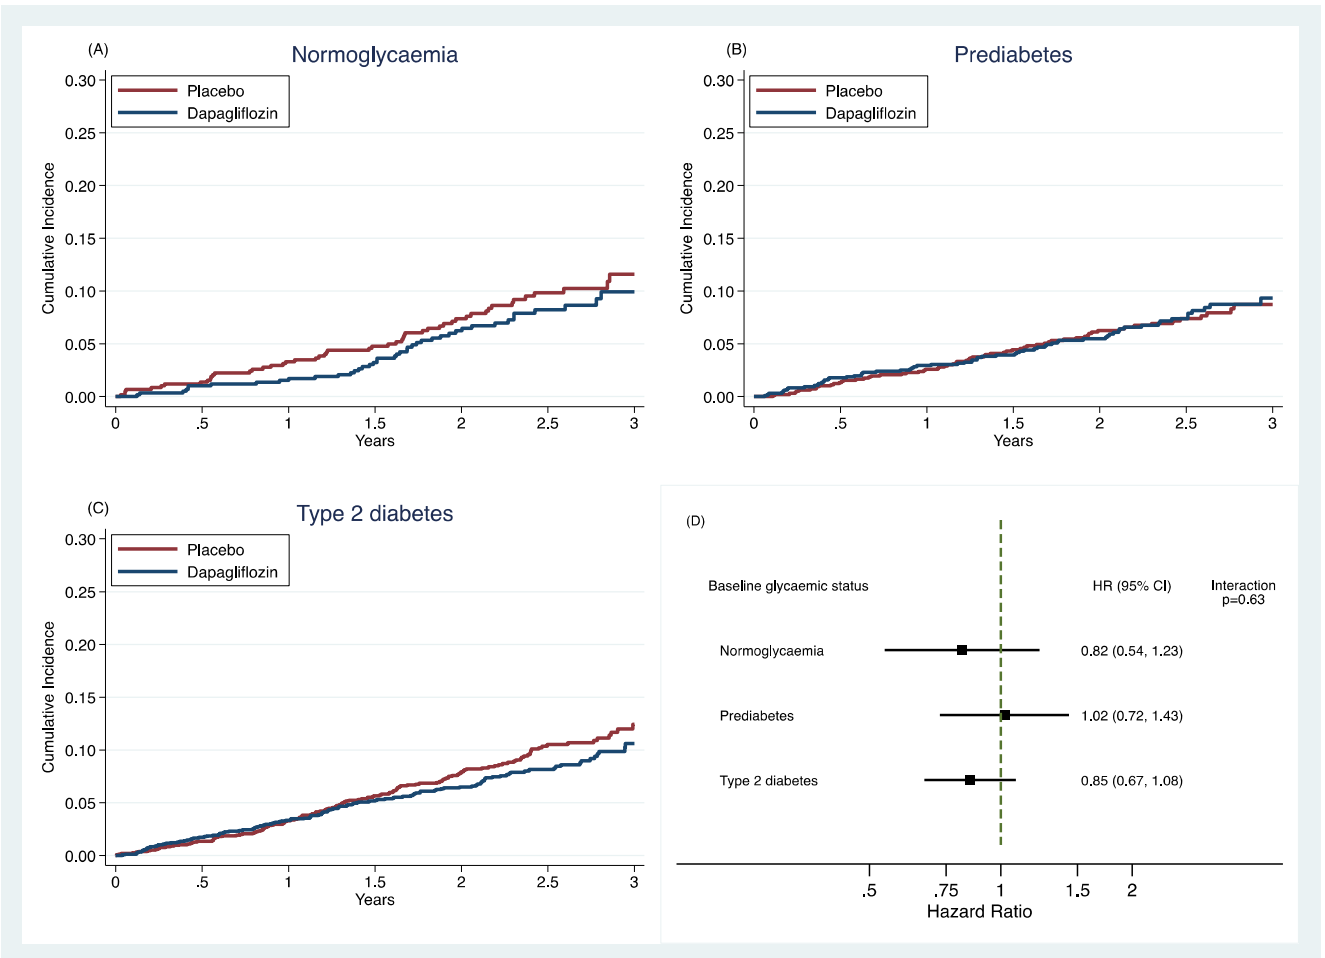 (A)
Normoglycaemia
Placebo
Dapagliflozin
Cumulative Incidence
0.30
0.25
0.20
0.15
0.10
0.05
0.00
0 .5 1 1.5 2 2.5 3
Years
(B)
Prediabetes
Placebo
Dapagliflozin
Cumulative Incidence
0.30
0.25
0.20
0.15
0.10
0.05
0.00
0 .5 1 1.5 2 2.5 3
Years
(C)
Type 2 diabetes
Placebo
Dapagliflozin
Cumulative Incidence
0.30
0.25
0.20
0.15
0.10
0.05
0.00
0 .5 1 1.5 2 2.5 3
Years
(D)
Baseline glycaemic status HR (95% CI) Interaction
p=0.63
Normoglycaemia 0.82 (0.54, 1.23)
Prediabetes 1.02 (0.72, 1.43)
Type 2 diabetes 0.85 (0.67, 1.08)
.5 .75 1 1.5 2
Hazard Ratio